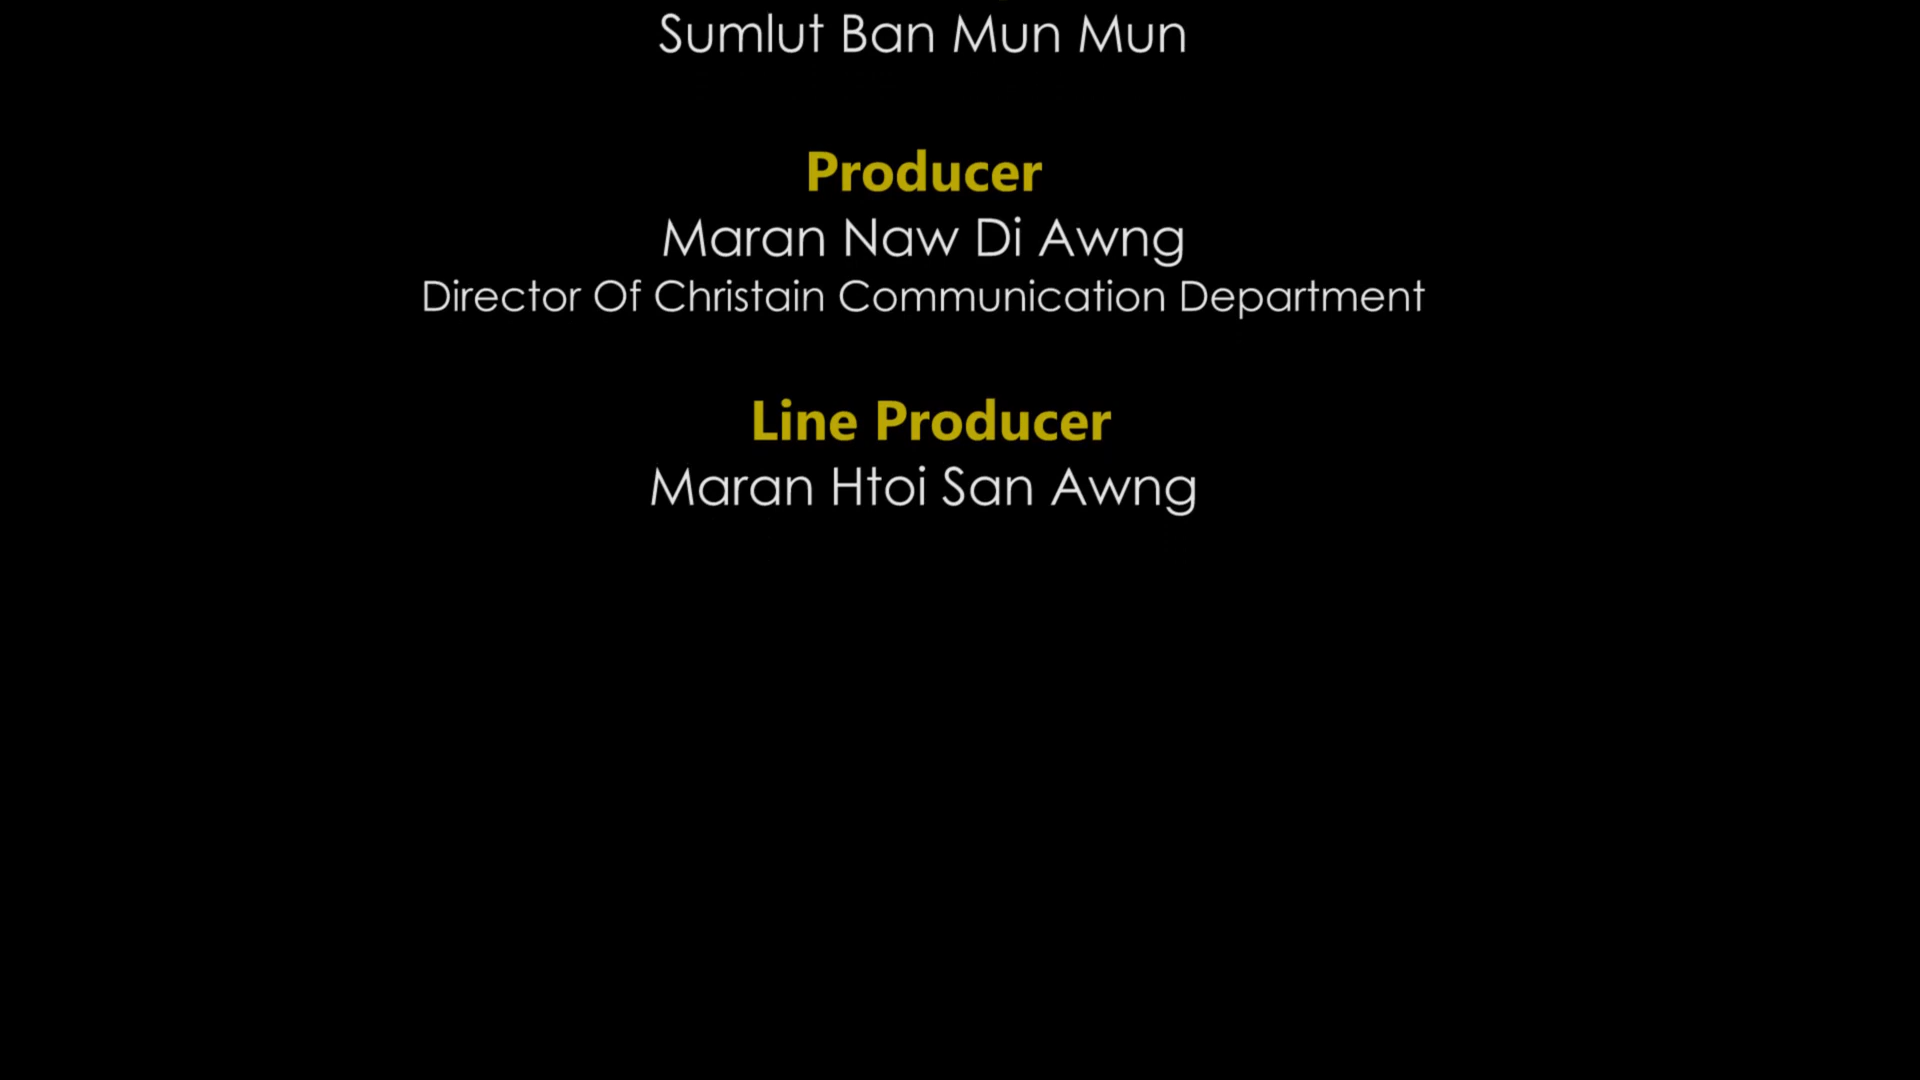 Sumlut Ban Mun Mun
Producer
Maran Naw Di Awng
Director Of Christain Communication Department
Line Producer
Maran Htoi San Awng